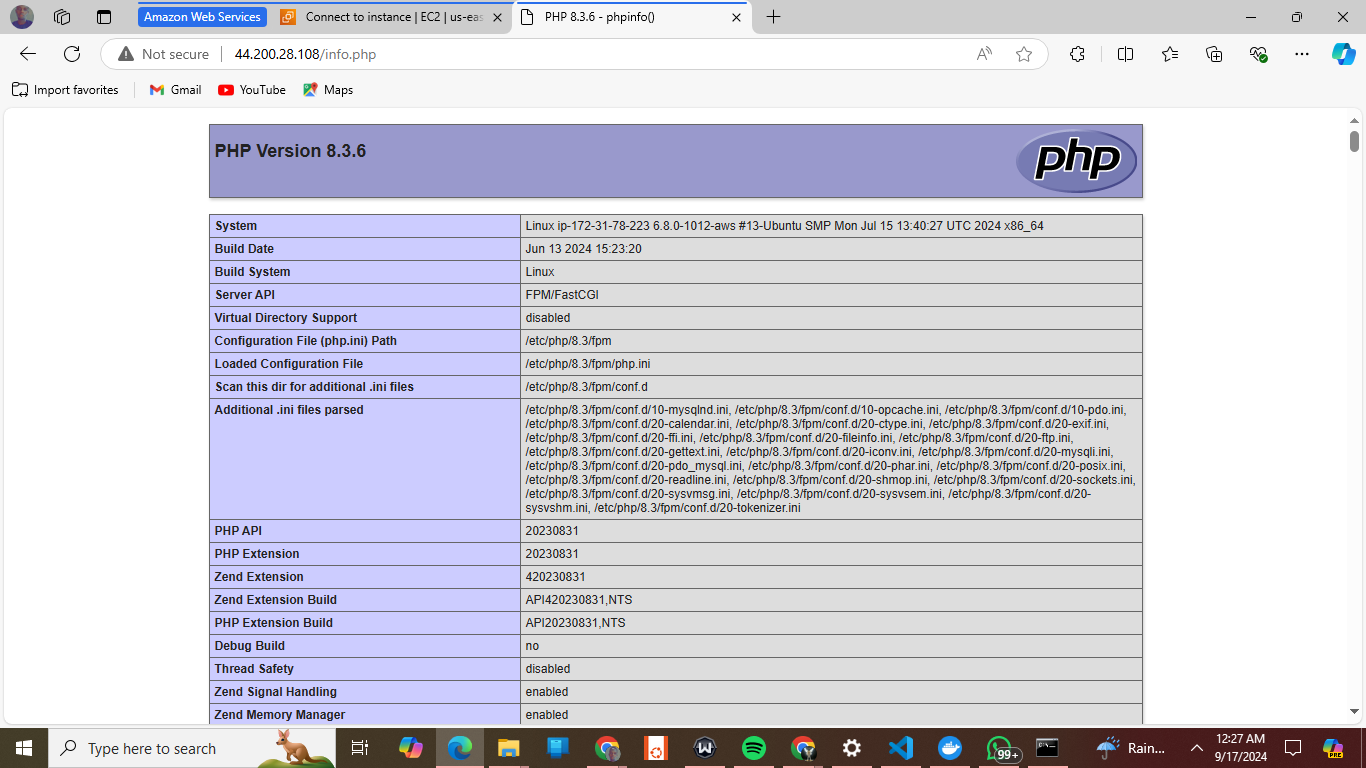 Amazon Web Services
Connect to instance | EC2 | us-eas
PHP 8.3.6 - phpinfo()
Not secure
44.200.28.108/info.php
Import favorites
Gmail
YouTube
Maps
PHP Version 8.3.6
php
System Linux ip-172-31-78-223 6.8.0-1012-aws #13-Ubuntu SMP Mon Jul 15 13:40:27 UTC 2024 x86_64
Build Date Jun 13 2024 15:23:20
Build System Linux
Server API FPM/FastCGI
Virtual Directory Support disabled
Configuration File (php.ini) Path /etc/php/8.3/fpm
Loaded Configuration File /etc/php/8.3/fpm/php.ini
Scan this dir for additional .ini files /etc/php/8.3/fpm/conf.d
Additional .ini files parsed /etc/php/8.3/fpm/conf.d/10-mysqlnd.ini, /etc/php/8.3/fpm/conf.d/10-opcache.ini, /etc/php/8.3/fpm/conf.d/10-pdo.ini,
/etc/php/8.3/fpm/conf.d/20-calendar.ini, /etc/php/8.3/fpm/conf.d/20-ctype.ini, /etc/php/8.3/fpm/conf.d/20-exif.ini,
/etc/php/8.3/fpm/conf.d/20-ffi.ini, /etc/php/8.3/fpm/conf.d/20-fileinfo.ini, /etc/php/8.3/fpm/conf.d/20-ftp.ini,
/etc/php/8.3/fpm/conf.d/20-gettext.ini, /etc/php/8.3/fpm/conf.d/20-iconv.ini, /etc/php/8.3/fpm/conf.d/20-mysqli.ini,
/etc/php/8.3/fpm/conf.d/20-pdo_mysql.ini, /etc/php/8.3/fpm/conf.d/20-phar.ini, /etc/php/8.3/fpm/conf.d/20-posix.ini,
/etc/php/8.3/fpm/conf.d/20-readline.ini, /etc/php/8.3/fpm/conf.d/20-shmop.ini, /etc/php/8.3/fpm/conf.d/20-sockets.ini,
/etc/php/8.3/fpm/conf.d/20-sysvmsg.ini, /etc/php/8.3/fpm/conf.d/20-sysvsem.ini, /etc/php/8.3/fpm/conf.d/20-
sysvshm.ini, /etc/php/8.3/fpm/conf.d/20-tokenizer.ini
PHP API 20230831
PHP Extension 20230831
Zend Extension 420230831
Zend Extension Build API420230831,NTS
PHP Extension Build API20230831,NTS
Debug Build no
Thread Safety disabled
Zend Signal Handling enabled
Zend Memory Manager enabled
Type here to search
99+
Rain...
12:27 AM
9/17/2024
PRE